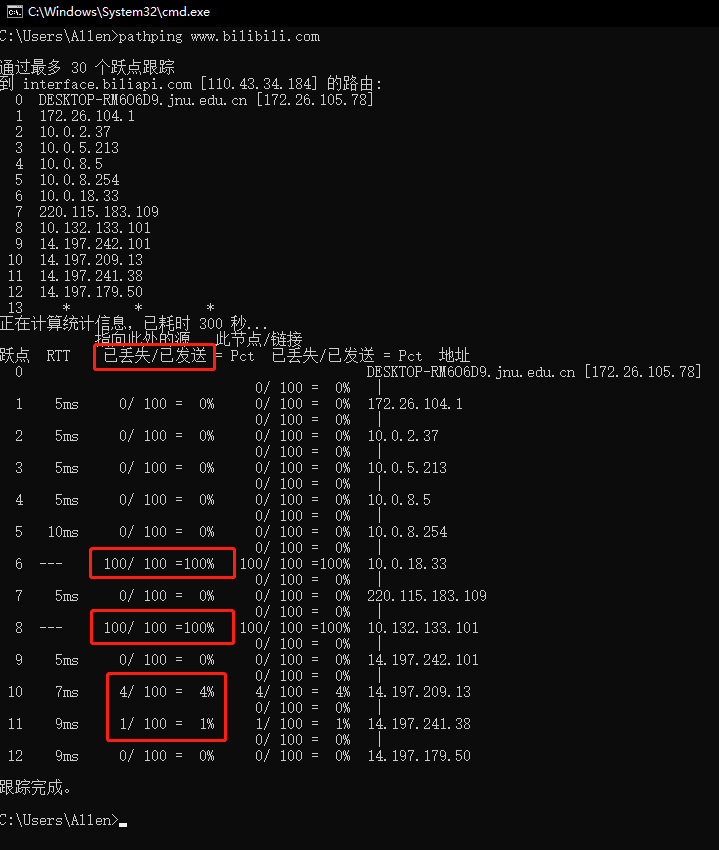 C:\Windows\System32\cmd.exe
C:\Users\Allen>pathping www.bilibili.com
通过最多 30 个跃点跟踪
到 interface.biliapi.com [110.43.34.184] 的路由:
0 DESKTOP-RM6O6D9.jnu.edu.cn [172.26.105.78]
1 172.26.104.1
2 10.0.2.37
3 10.0.5.213
4 10.0.8.5
5 10.0.8.254
6 10.0.18.33
7 220.115.183.109
8 10.132.133.101
9 14.197.242.101
10 14.197.209.13
11 14.197.241.38
12 14.197.179.50
13 * * *
正在计算统计信息，已耗时 300 秒...
指向此处的源 此节点/链接
跃点 RTT 已丢失/已发送 = Pct 已丢失/已发送 = Pct 地址
0 DESKTOP-RM6O6D9.jnu.edu.cn [172.26.105.78]
0/ 100 = 0% |
1 5ms 0/ 100 = 0% 0/ 100 = 0% 172.26.104.1
0/ 100 = 0% |
2 5ms 0/ 100 = 0% 0/ 100 = 0% 10.0.2.37
0/ 100 = 0% |
3 5ms 0/ 100 = 0% 0/ 100 = 0% 10.0.5.213
0/ 100 = 0% |
4 5ms 0/ 100 = 0% 0/ 100 = 0% 10.0.8.5
0/ 100 = 0% |
5 10ms 0/ 100 = 0% 0/ 100 = 0% 10.0.8.254
0/ 100 = 0% |
6 --- 100/ 100 =100% 100/ 100 =100% 10.0.18.33
0/ 100 = 0% |
7 5ms 0/ 100 = 0% 0/ 100 = 0% 220.115.183.109
0/ 100 = 0% |
8 --- 100/ 100 =100% 100/ 100 =100% 10.132.133.101
0/ 100 = 0% |
9 5ms 0/ 100 = 0% 0/ 100 = 0% 14.197.242.101
0/ 100 = 0% |
10 7ms 4/ 100 = 4% 4/ 100 = 4% 14.197.209.13
0/ 100 = 0% |
11 9ms 1/ 100 = 1% 1/ 100 = 1% 14.197.241.38
0/ 100 = 0% |
12 9ms 0/ 100 = 0% 0/ 100 = 0% 14.197.179.50
跟踪完成。
C:\Users\Allen>